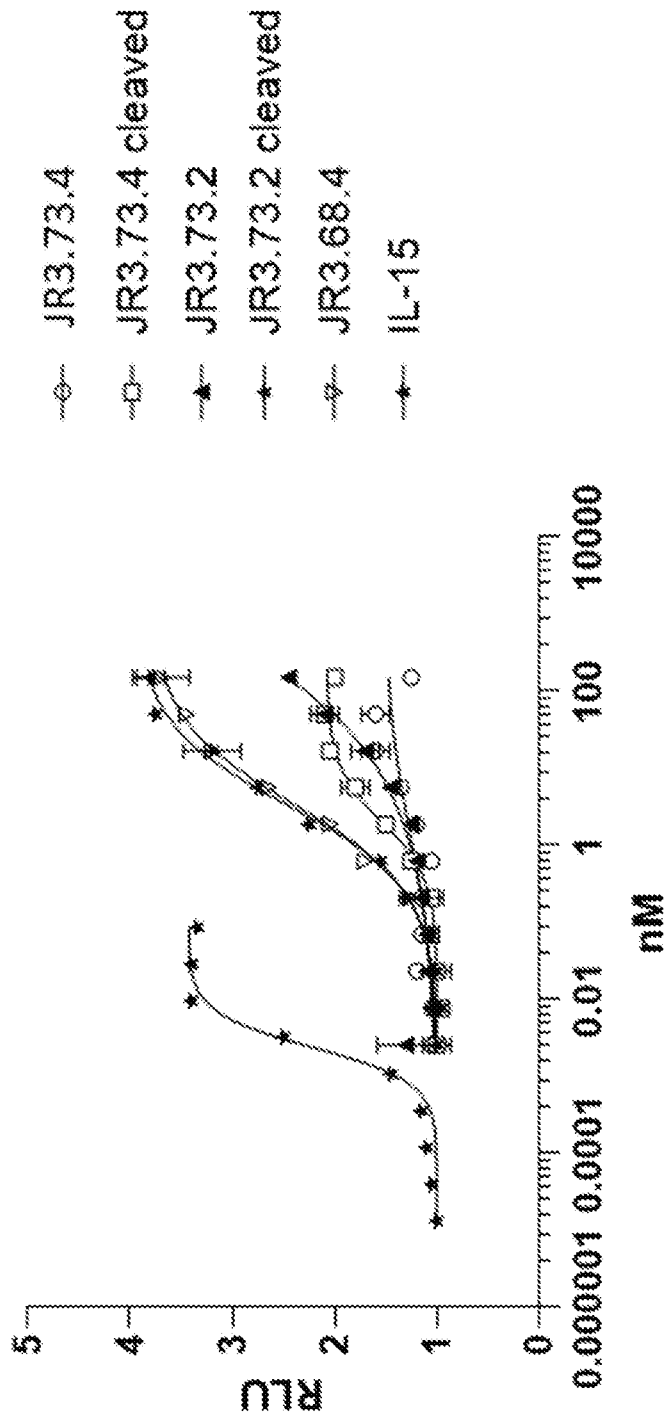 JR3.73.4
JR3.73.4 cleaved
JR3.73.2
JR3.73.2 cleaved
JR3.68.4
IL-15
5
4
3
2
1
0
RLU
0.000001 0.0001 0.01 1 100 10000
nM